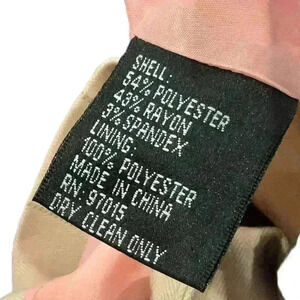 SHELL:
54% POLYESTER
43% RAYON
3% SPANDEX
LINING:
100% POLYESTER
MADE IN CHINA
RN. 97015
DRY CLEAN ONLY